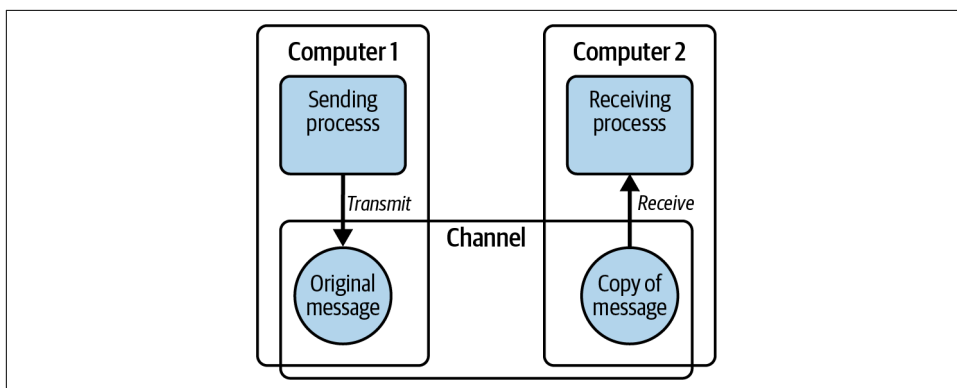 Computer 1
Sending
processs
Transmit
Original
message
Channel
Computer 2
Receiving
processs
Receive
Copy of
message